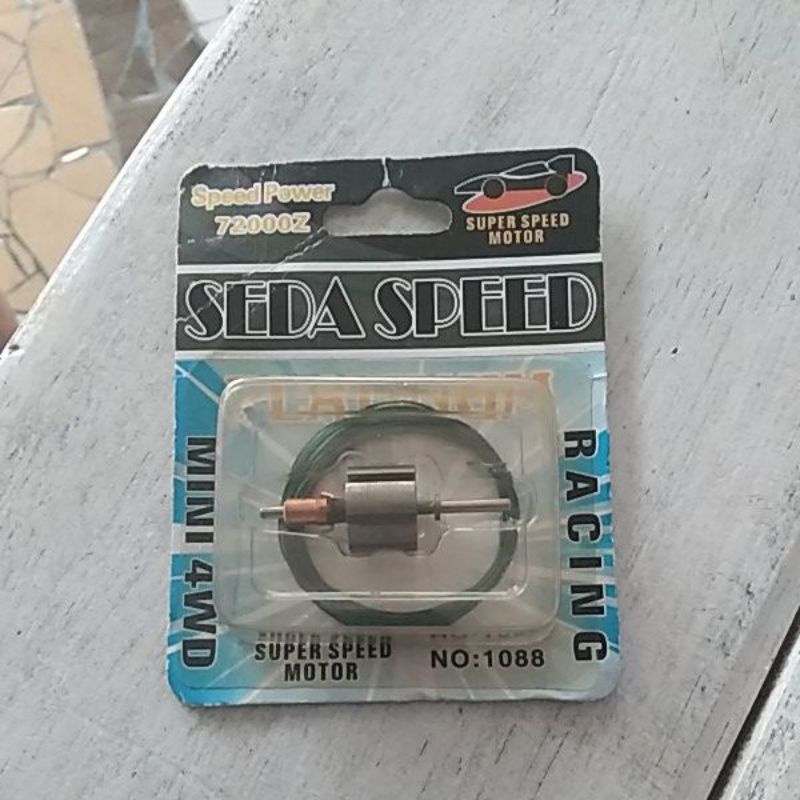 Speed Power
72000Z
SUPER SPEED
MOTOR
SEDA SPEED
MINI 4WD
RACING
SUPER SPEED
MOTOR
NO:1088